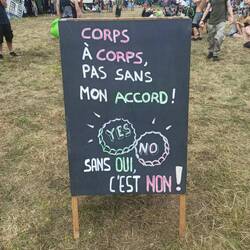 CORPS
À CORPS,
PAS SANS
MON ACCORD !
YES
NO
SANS OUI,
C'EST NON !